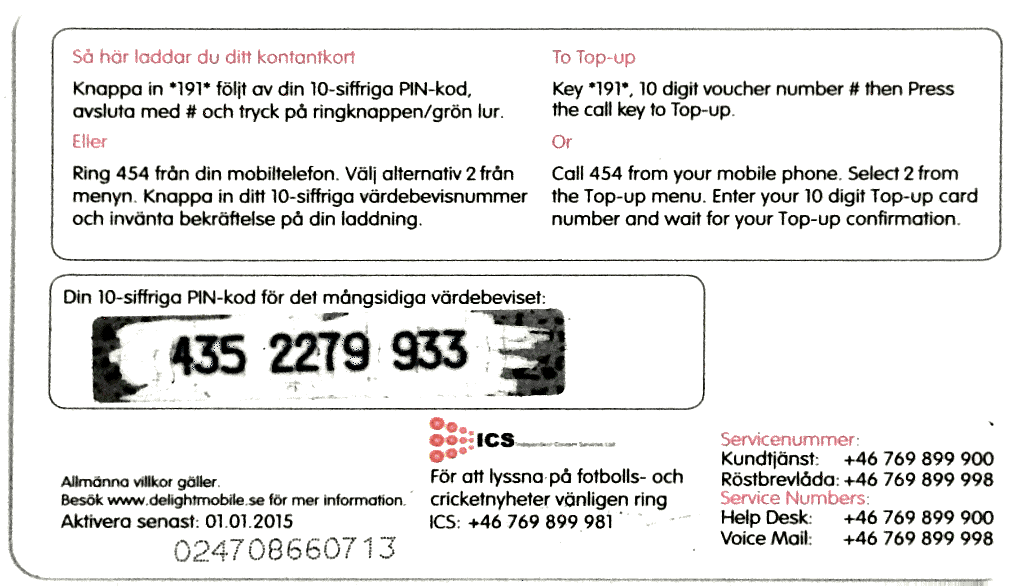 Så här laddar du ditt kontantkort
Knappa in *191* följt av din 10-siffriga PIN-kod,
avsluta med # och tryck på ringknappen/grön lur.
Eller
Ring 454 från din mobiltelefon. Välj alternativ 2 från
menyn. Knappa in ditt 10-siffriga värdebevisnummer
och invänta bekräftelse på din laddning.
To Top-up
Key *191*, 10 digit voucher number # then Press
the call key to Top-up.
Or
Call 454 from your mobile phone. Select 2 from
the Top-up menu. Enter your 10 digit Top-up card
number and wait for your Top-up confirmation.
Din 10-siffriga PIN-kod för det mångsidiga värdebeviset:
435 2279 933
Allmänna villkor gäller.
Besök www.delightmobile.se för mer information.
Aktivera senast: 01.01.2015
024708660713
ICS
För att lyssna på fotbolls- och
cricketnyheter vänligen ring
ICS: +46 769 899 981
Servicenummer:
Kundtjänst: +46 769 899 900
Röstbrevlåda: +46 769 899 998
Service Numbers:
Help Desk: +46 769 899 900
Voice Mail: +46 769 899 998